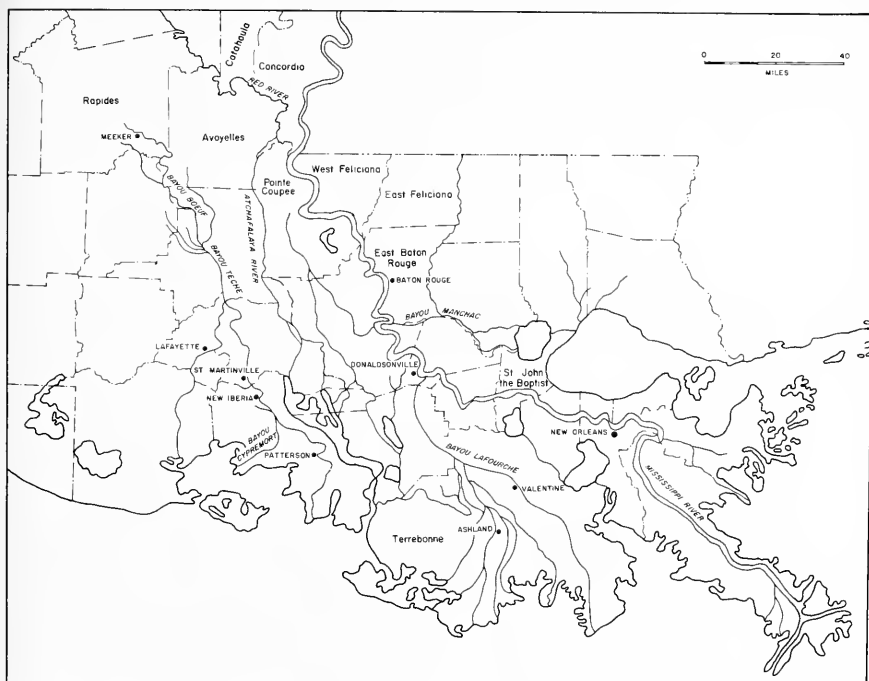 Catahoula
Concordia
RED RIVER
0 20 40
MILES
Rapides
MEEKER
Avoyelles
West Feliciana
Pointe
Coupee
East Feliciana
BAYOU BOEUF
ATCHAFALAYA RIVER
BAYOU TECHE
East Baton
Rouge
BATON ROUGE
BAYOU MANCHAC
LAFAYETTE
DONALDSONVILLE
ST MARTINVILLE
St John
the Baptist
NEW IBERIA
NEW ORLEANS
BAYOU
CYPREMORT
PATTERSON
BAYOU LAFOURCHE
VALENTINE
MISSISSIPPI RIVER
ASHLAND
Terrebonne